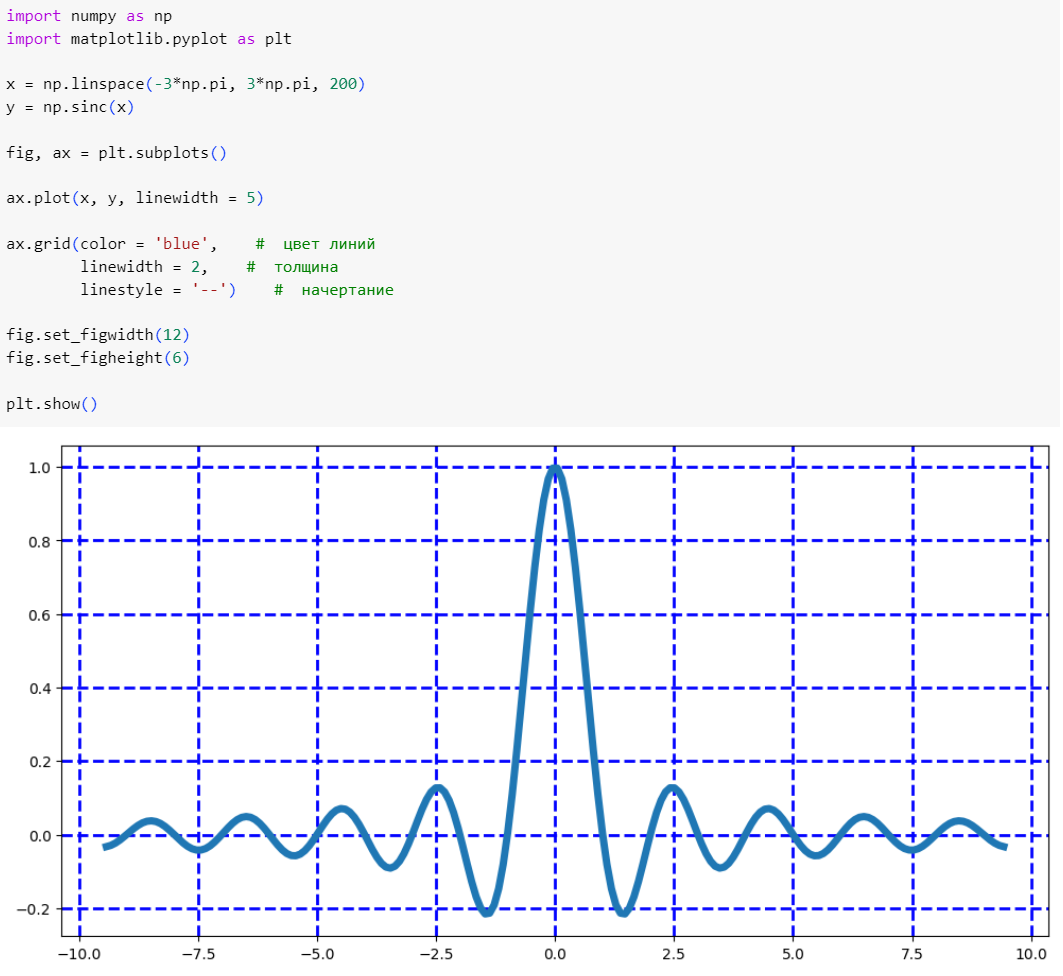 import numpy as np
import matplotlib.pyplot as plt
x = np.linspace(-3*np.pi, 3*np.pi, 200)
y = np.sinc(x)
fig, ax = plt.subplots()
ax.plot(x, y, linewidth = 5)
ax.grid(color = 'blue',    #  цвет линий
        linewidth = 2,    #  толщина
        linestyle = '--')    #  начертание
fig.set_figwidth(12)
fig.set_figheight(6)
plt.show()
1.0
0.8
0.6
0.4
0.2
0.0
−0.2
−10.0 −7.5 −5.0 −2.5 0.0 2.5 5.0 7.5 10.0